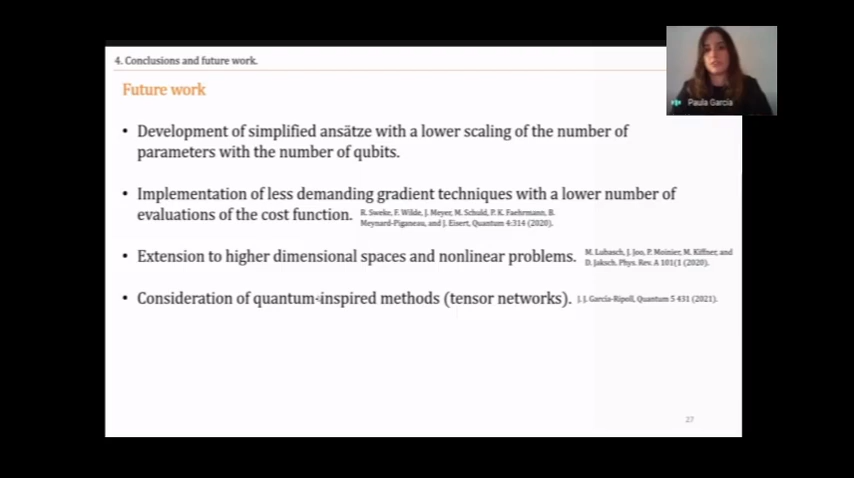 4. Conclusions and future work.
Future work
• Development of simplified ansätze with a lower scaling of the number of
parameters with the number of qubits.
• Implementation of less demanding gradient techniques with a lower number of
evaluations of the cost function. R. Sweke, F. Wilde, J. Meyer, M. Schuld, P. K. Faehrmann, B.
Meynard-Piganeau, and J. Eisert, Quantum 4:314 (2020).
• Extension to higher dimensional spaces and nonlinear problems. M. Lubasch, J. Joo, P. Moinier, M. Kiffner, and
D. Jaksch. Phys. Rev. A 101(1 (2020).
• Consideration of quantum-inspired methods (tensor networks). J. J. García-Ripoll, Quantum 5 431 (2021).
27
Paula García